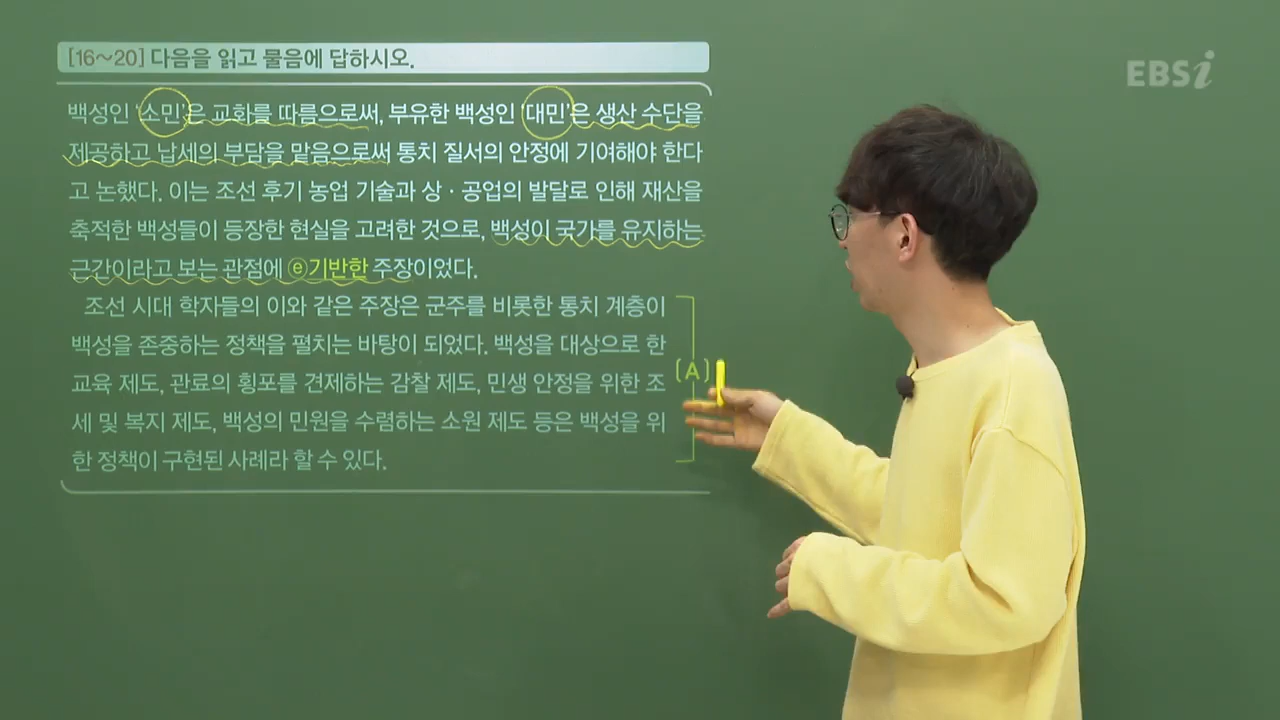 [16~20] 다음을 읽고 물음에 답하시오.
EBSi
백성인 '소민'은 교화를 따름으로써, 부유한 백성인 '대민'은 생산 수단을
제공하고 납세의 부담을 맡음으로써 통치 질서의 안정에 기여해야 한다
고 논했다. 이는 조선 후기 농업 기술과 상·공업의 발달로 인해 재산을
축적한 백성들이 등장한 현실을 고려한 것으로, 백성이 국가를 유지하는
근간이라고 보는 관점에 ⓔ기반한 주장이었다.
조선 시대 학자들의 이와 같은 주장은 군주를 비롯한 통치 계층이
백성을 존중하는 정책을 펼치는 바탕이 되었다. 백성을 대상으로 한
교육 제도, 관료의 횡포를 견제하는 감찰 제도, 민생 안정을 위한 조
세 및 복지 제도, 백성의 민원을 수렴하는 소원 제도 등은 백성을 위
한 정책이 구현된 사례라 할 수 있다.
[A]